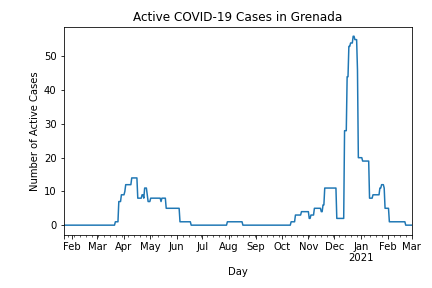 Active COVID-19 Cases in Grenada
Number of Active Cases
50
40
30
20
10
0
Feb Mar Apr May Jun Jul Aug Sep Oct Nov Dec Jan Feb Mar
2021
Day